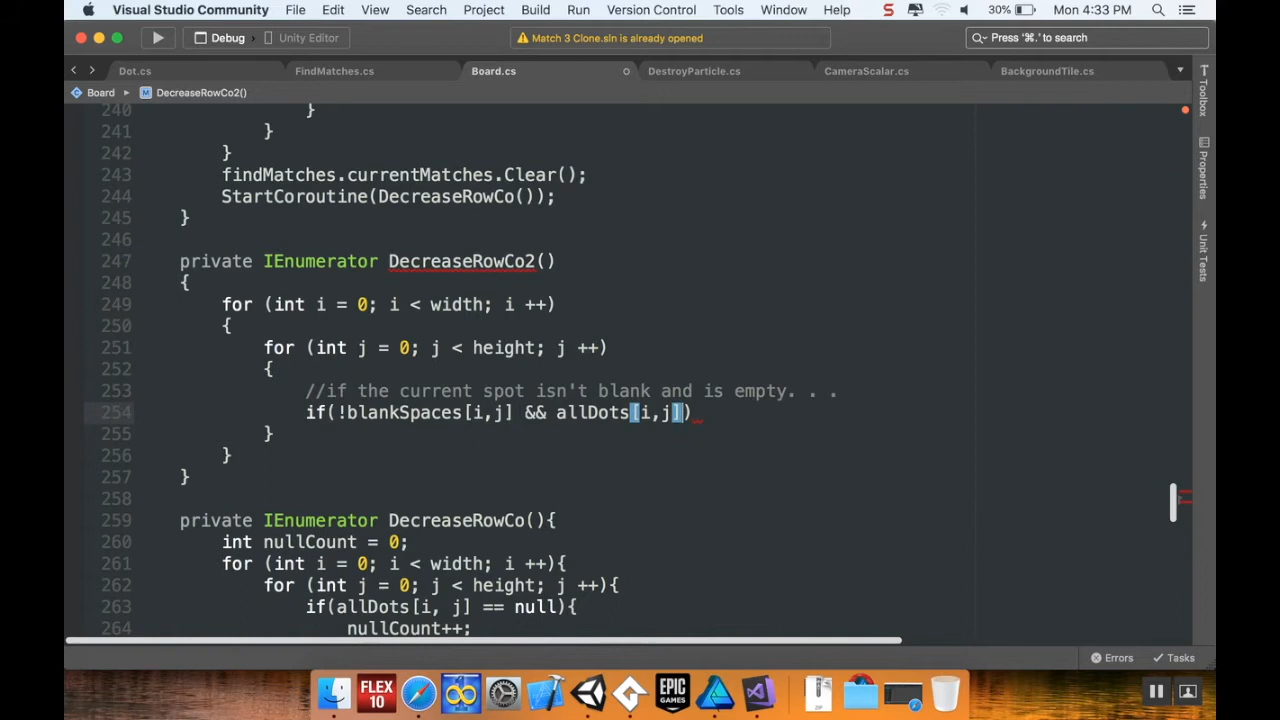 Visual Studio Community File Edit View Search Project Build Run Version Control Tools Window Help S 30% Mon 4:33 PM
Debug Unity Editor Match 3 Clone.sln is already opened Press '⌘.' to search
Dot.cs FindMatches.cs Board.cs DestroyParticle.cs CameraScalar.cs BackgroundTile.cs
Board DecreaseRowCo2()
Toolbox
Properties
Unit Tests
240 }
241 }
242 }
243 findMatches.currentMatches.Clear();
244 StartCoroutine(DecreaseRowCo());
245 }
246
247 private IEnumerator DecreaseRowCo2()
248 {
249 for (int i = 0; i < width; i ++)
250 {
251 for (int j = 0; j < height; j ++)
252 {
253 //if the current spot isn't blank and is empty. . .
254 if(!blankSpaces[i,j] && allDots[i,j])
255 }
256 }
257 }
258
259 private IEnumerator DecreaseRowCo(){
260 int nullCount = 0;
261 for (int i = 0; i < width; i ++){
262 for (int j = 0; j < height; j ++){
263 if(allDots[i, j] == null){
264 nullCount++;
Errors Tasks
FLEX 10 EPIC GAMES ZIP